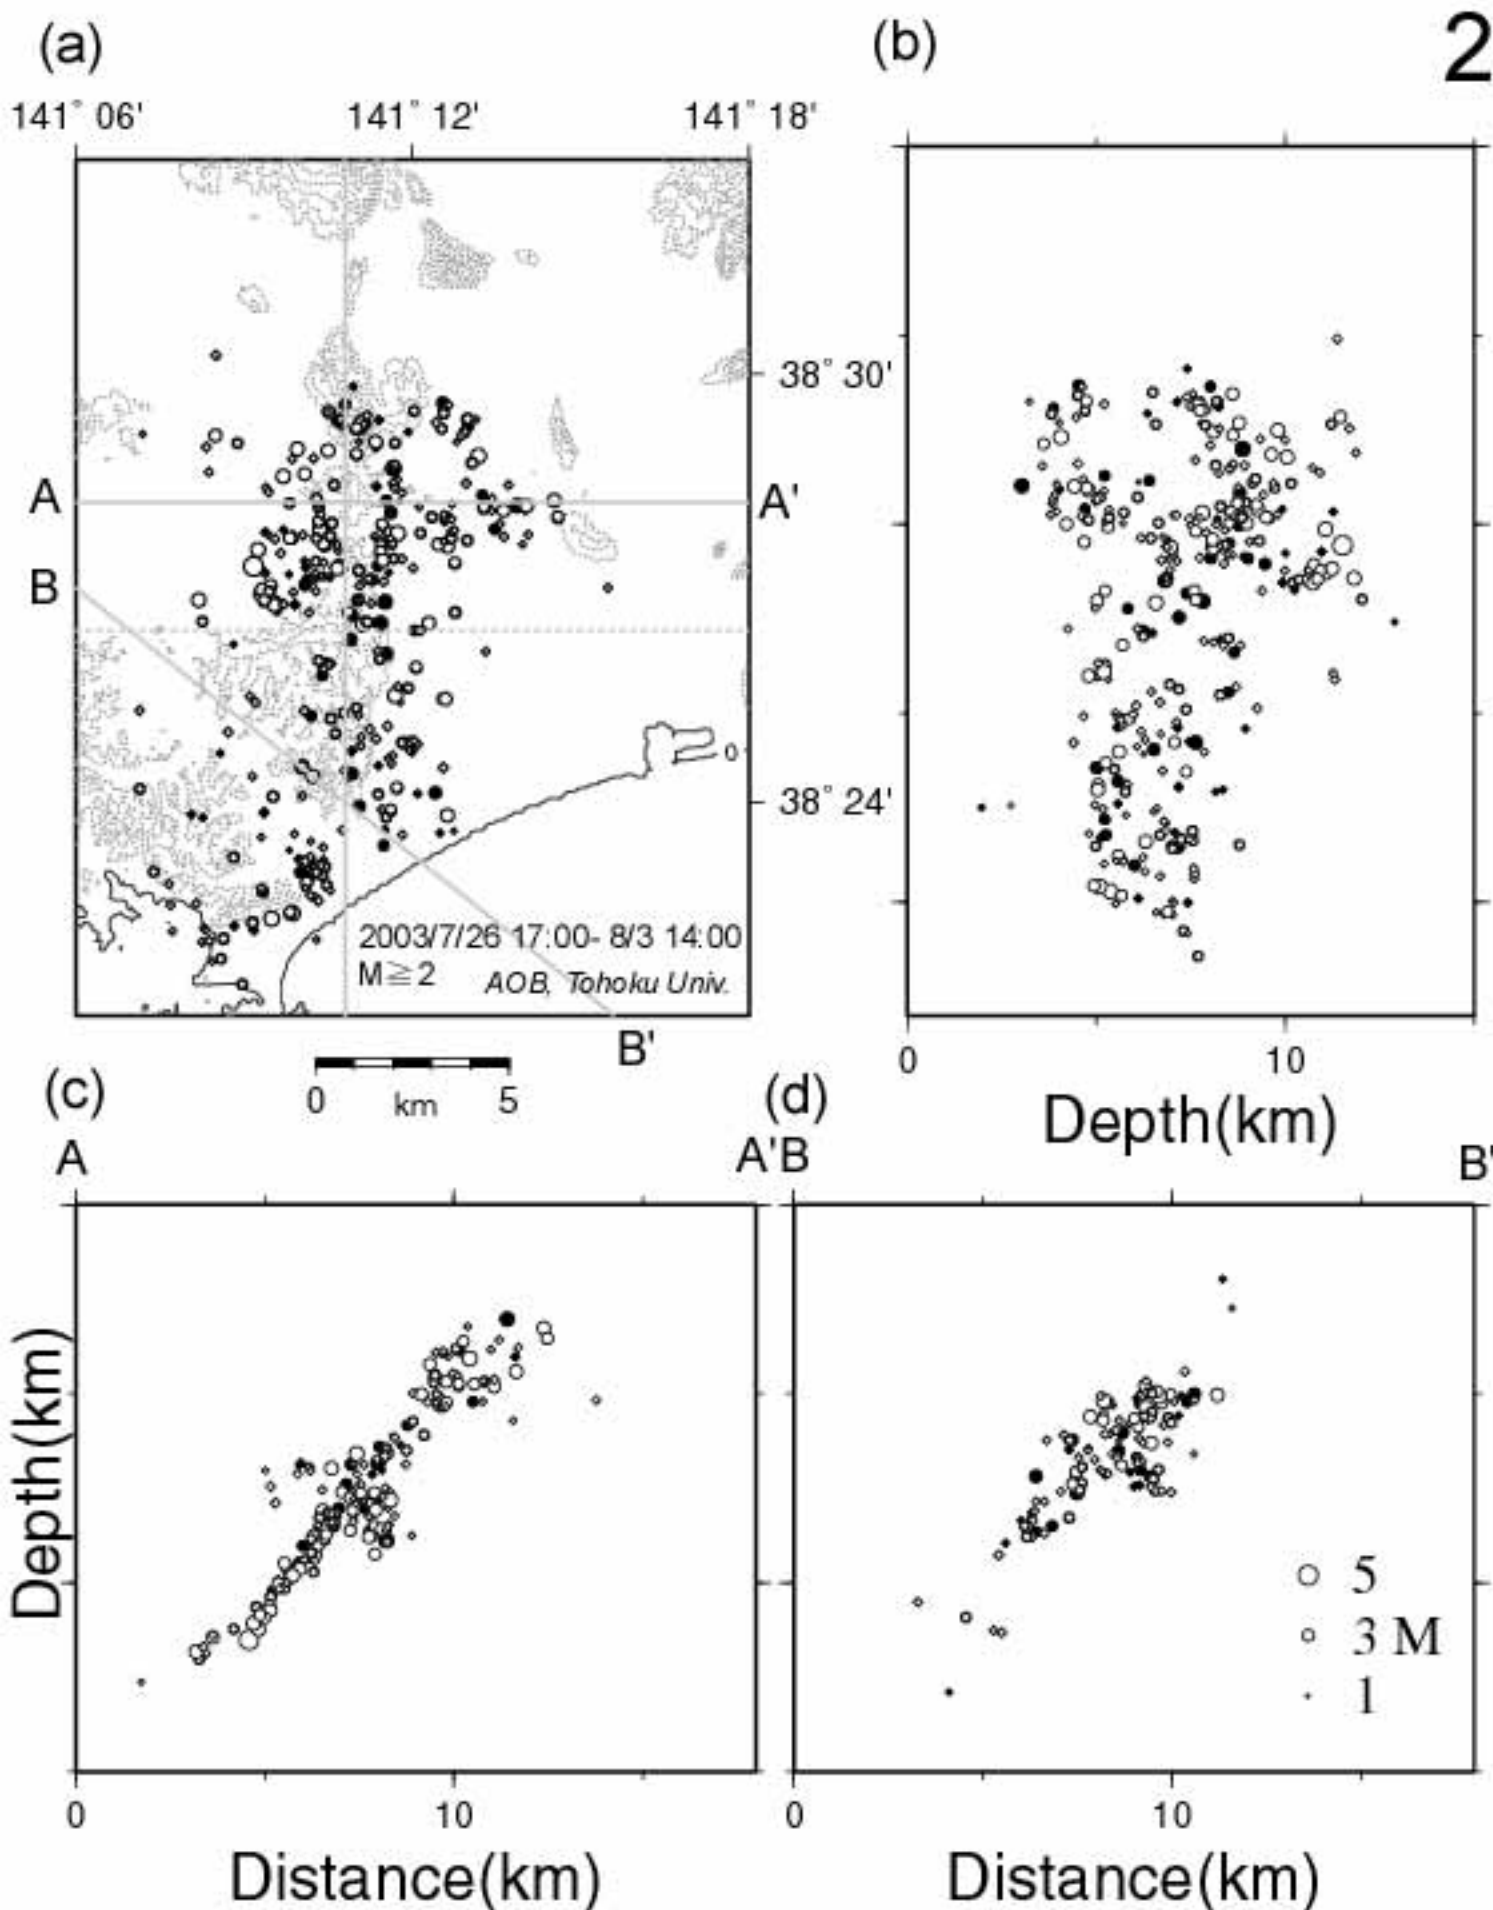 (a)
(b)
2
141° 06'
141° 12'
141° 18'
38° 30'
A
A'
B
38° 24'
2003/7/26 17:00- 8/3 14:00
M≧2
AOB, Tohoku Univ.
B'
0
10
Depth(km)
0
km
5
(c)
(d)
A
A'
B
B'
Depth(km)
5
3 M
1
0
10
0
10
Distance(km)
Distance(km)